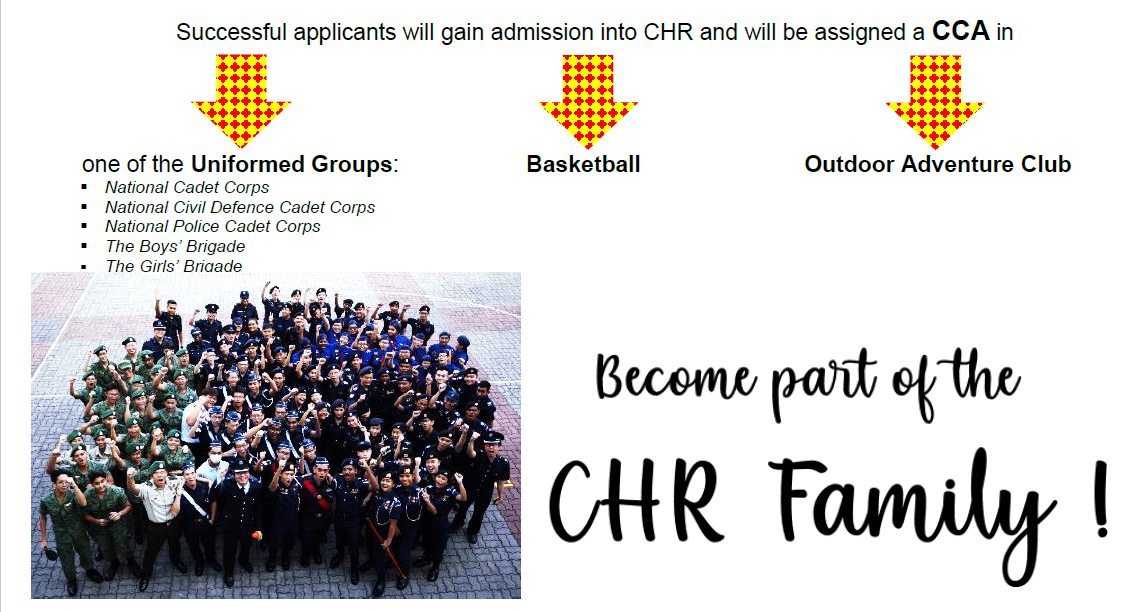 Successful applicants will gain admission into CHR and will be assigned a CCA in
one of the Uniformed Groups:
▪ National Cadet Corps
▪ National Civil Defence Cadet Corps
▪ National Police Cadet Corps
▪ The Boys’ Brigade
▪ The Girls’ Brigade
Basketball
Outdoor Adventure Club
Become part of the
CHR Family !